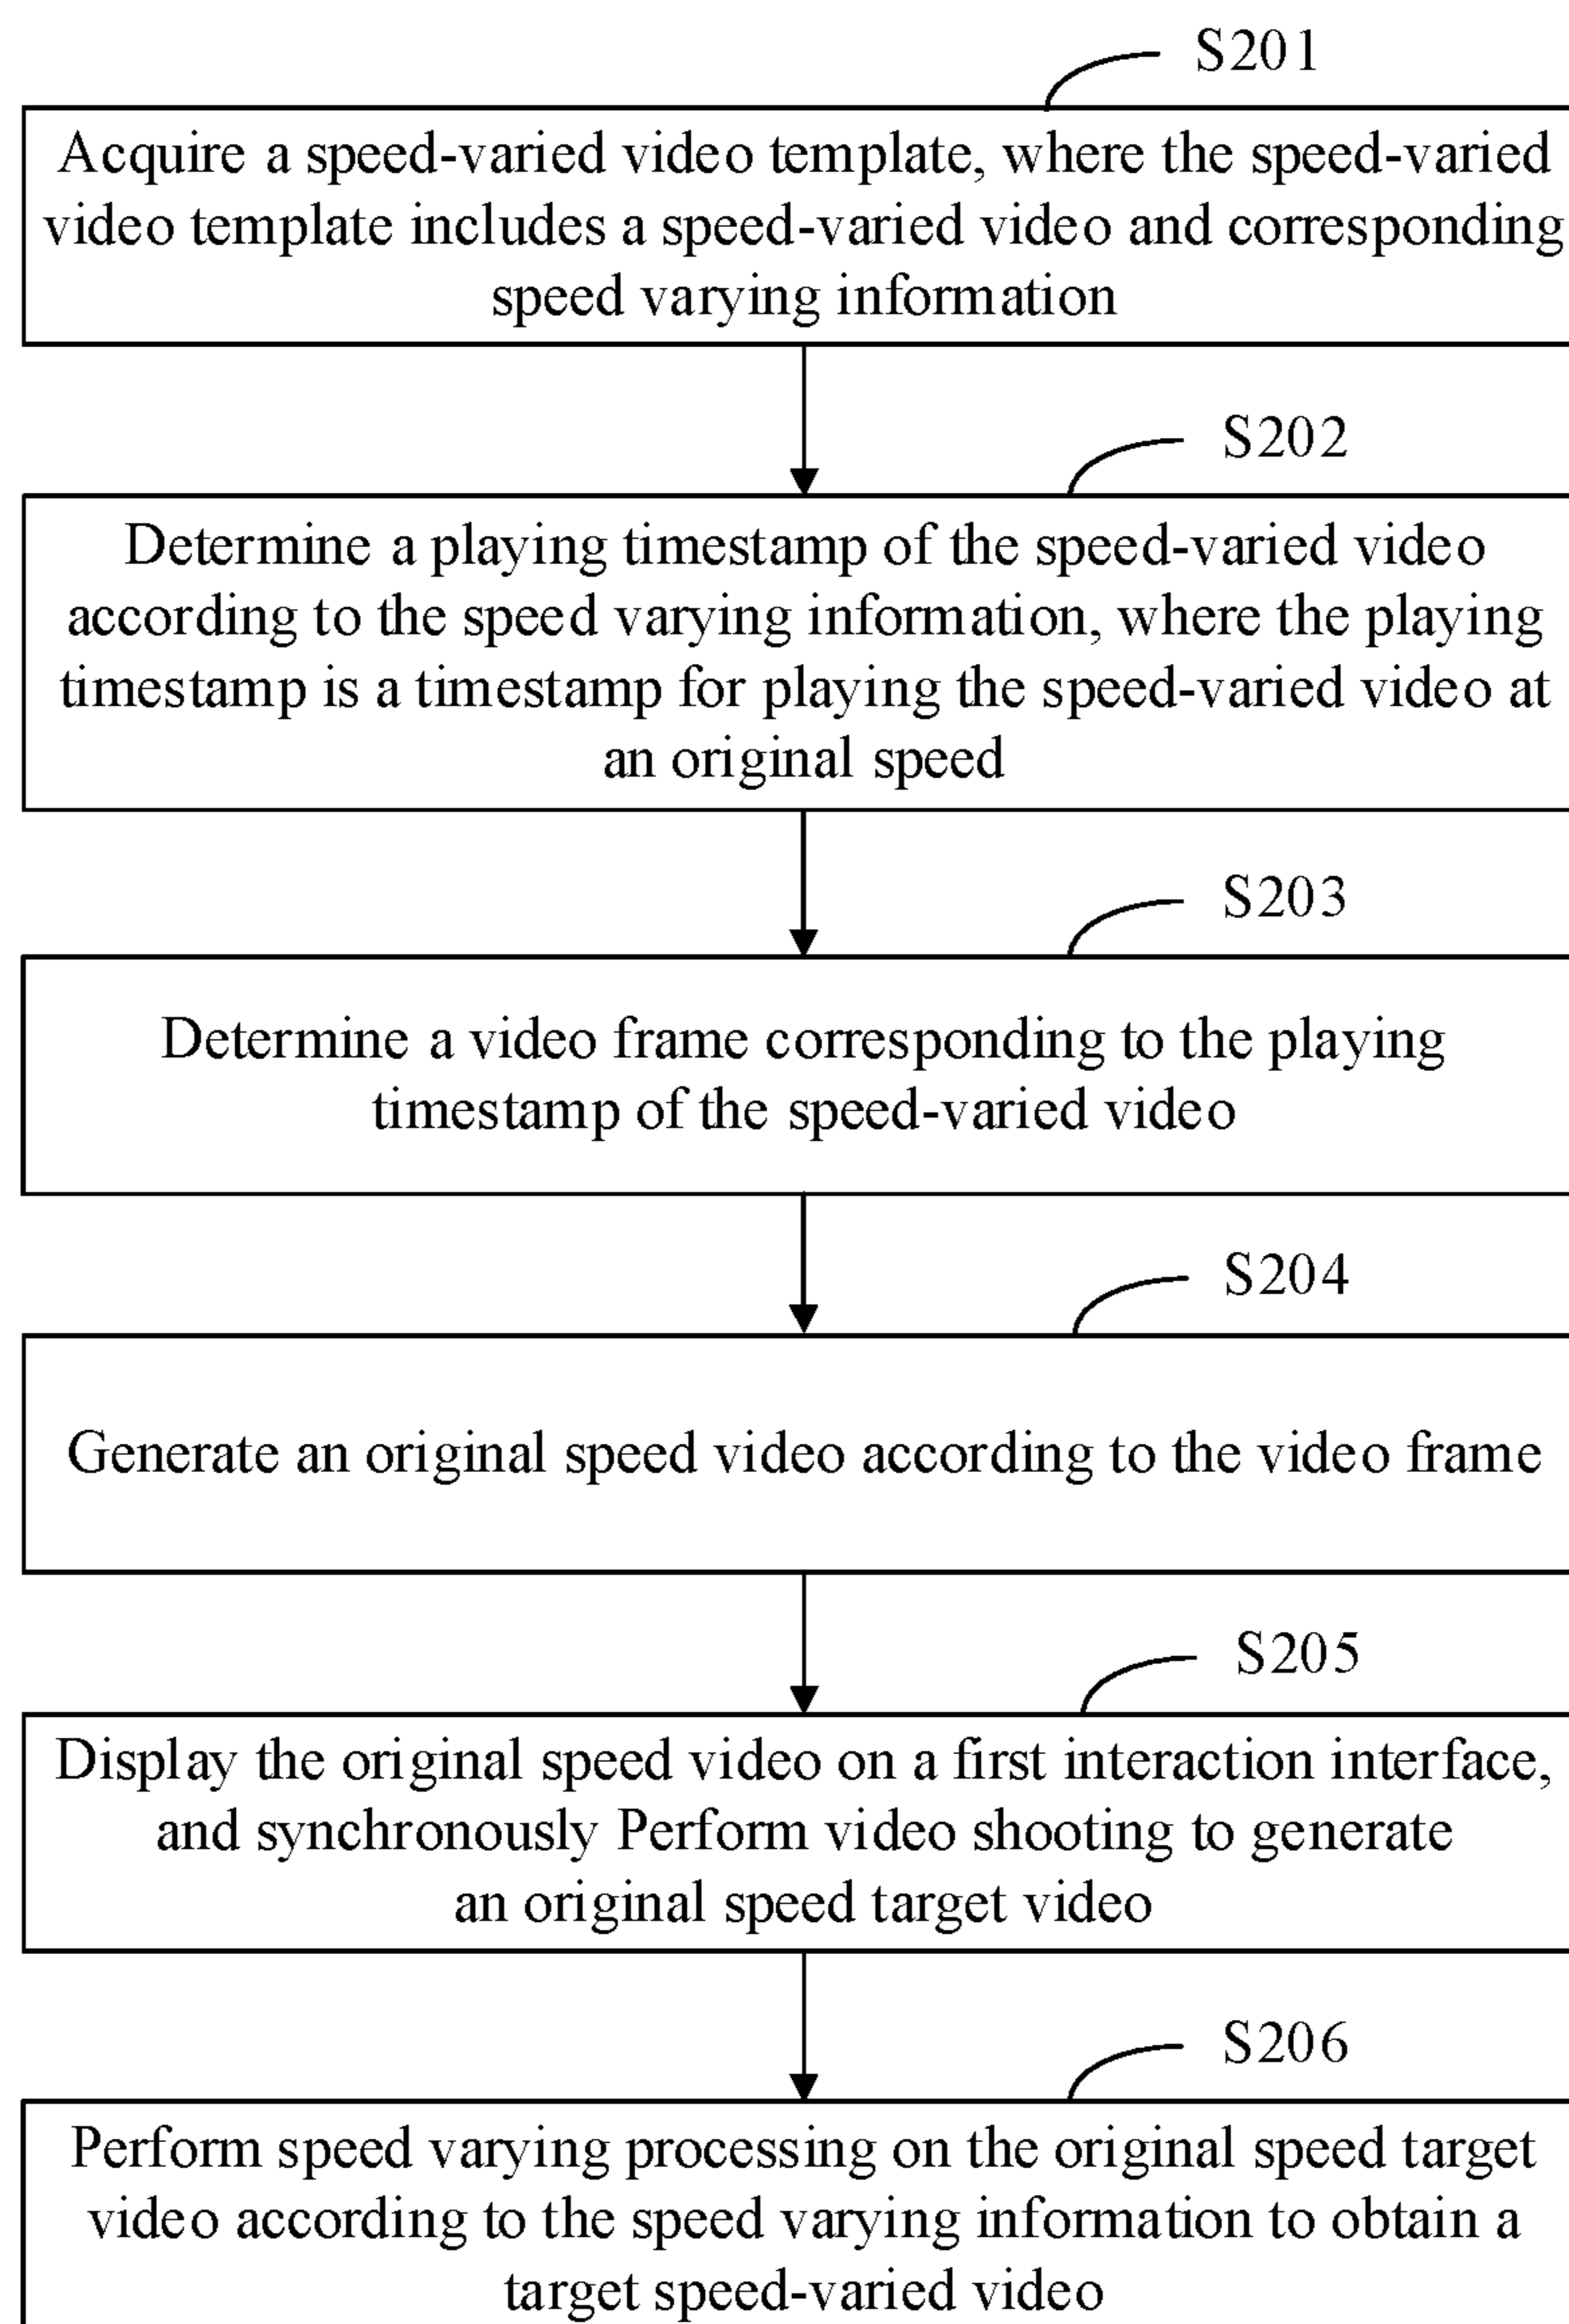 S201
Acquire a speed-varied video template, where the speed-varied
video template includes a speed-varied video and corresponding
speed varying information
S202
Determine a playing timestamp of the speed-varied video
according to the speed varying information, where the playing
timestamp is a timestamp for playing the speed-varied video at
an original speed
S203
Determine a video frame corresponding to the playing
timestamp of the speed-varied video
S204
Generate an original speed video according to the video frame
S205
Display the original speed video on a first interaction interface,
and synchronously Perform video shooting to generate
an original speed target video
S206
Perform speed varying processing on the original speed target
video according to the speed varying information to obtain a
target speed-varied video